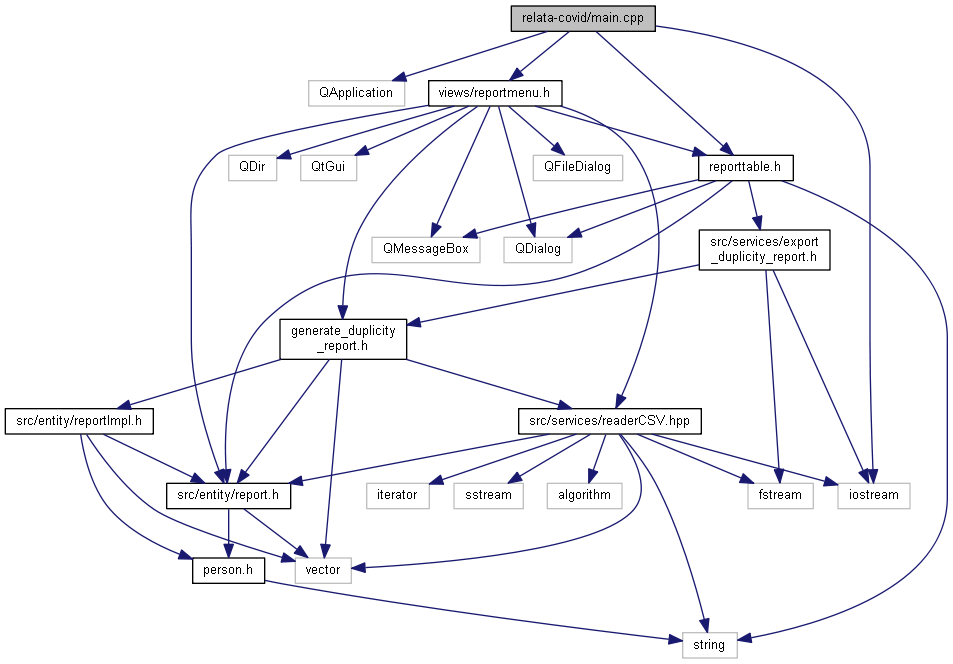 relata-covid/main.cpp
QApplication
views/reportmenu.h
QDir
QtGui
QFileDialog
reporttable.h
QMessageBox
QDialog
src/services/export
_duplicity_report.h
generate_duplicity
_report.h
src/entity/reportImpl.h
src/services/readerCSV.hpp
src/entity/report.h
iterator
sstream
algorithm
fstream
iostream
person.h
vector
string